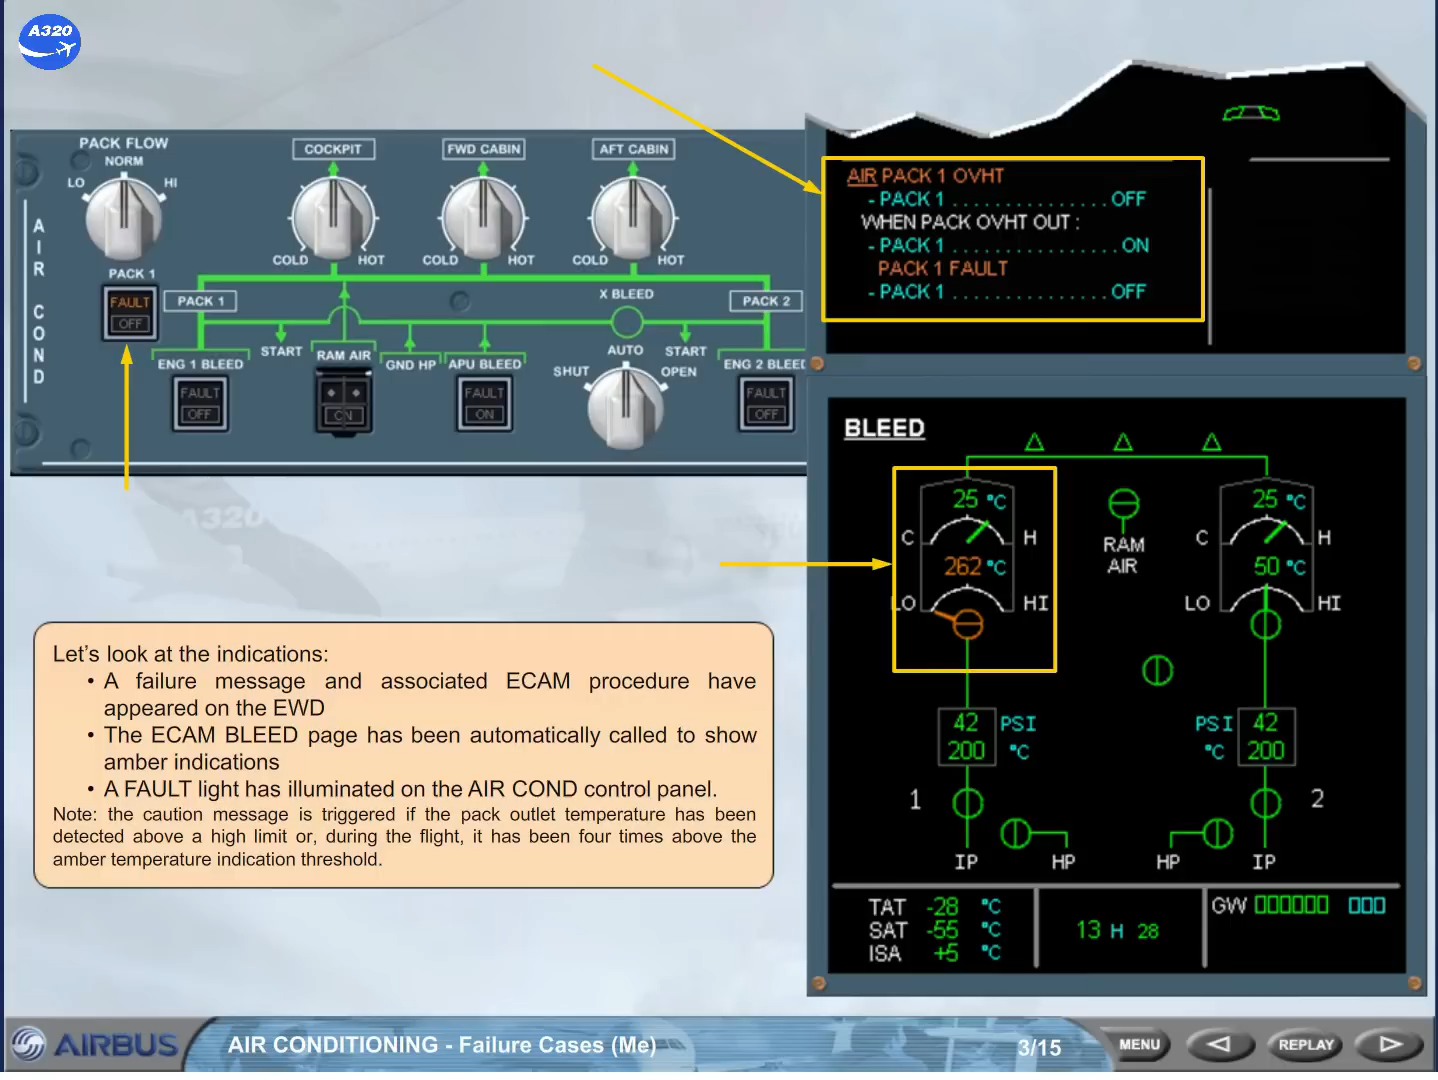 A320
PACK FLOW
NORM
LO
HI
COCKPIT
FWD CABIN
AFT CABIN
COLD
HOT
COLD
HOT
COLD
HOT
AIR COND
PACK 1
FAULT
OFF
PACK 1
X BLEED
PACK 2
START
RAM AIR
GND HP
APU BLEED
AUTO
START
ENG 1 BLEED
ENG 2 BLEED
SHUT
OPEN
FAULT
OFF
ON
FAULT
ON
FAULT
OFF
AIR PACK 1 OVHT
- PACK 1 . . . . . . . . . . . . . . . OFF
WHEN PACK OVHT OUT :
- PACK 1 . . . . . . . . . . . . . . . . ON
PACK 1 FAULT
- PACK 1 . . . . . . . . . . . . . . . OFF
BLEED
25 °C
25 °C
C
H
C
H
RAM
AIR
262 °C
50 °C
LO
HI
LO
HI
42 PSI
PSI 42
200 °C
°C 200
1
2
IP
HP
HP
IP
TAT -28 °C
SAT -55 °C
ISA +5 °C
13 H 28
GW
A320
Let's look at the indications:
• A failure message and associated ECAM procedure have
appeared on the EWD
• The ECAM BLEED page has been automatically called to show
amber indications
• A FAULT light has illuminated on the AIR COND control panel.
Note: the caution message is triggered if the pack outlet temperature has been
detected above a high limit or, during the flight, it has been four times above the
amber temperature indication threshold.
AIRBUS
AIR CONDITIONING - Failure Cases (Me)
3/15
MENU
REPLAY